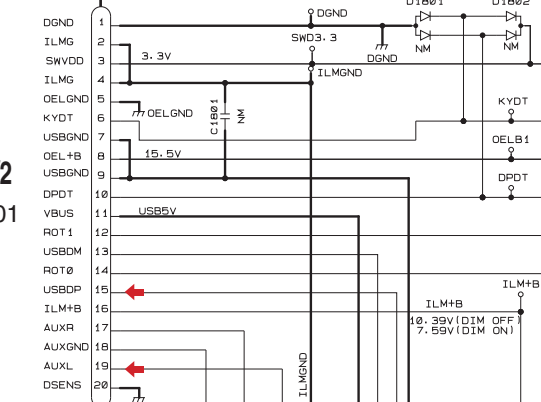 D1801
D1802
DGND
DGND 1
NM
NM
ILMG 2
SWD3.3
SWVDD 3
3.3V
DGND
ILMG 4
ILMGND
OELGND 5
OELGND
KYDT 6
C1801
NM
KYDT
USBGND 7
OELB1
OEL+B 8
15.5V
USBGND 9
DPDT
DPDT 10
VBUS 11
USB5V
ROT1 12
USBDM 13
ROT0 14
USBDP 15
ILM+B
ILM+B 16
ILM+B
10.39V(DIM OFF)
7.59V(DIM ON)
AUXR 17
AUXGND 18
AUXL 19
ILMGND
DSENS 20
2
01